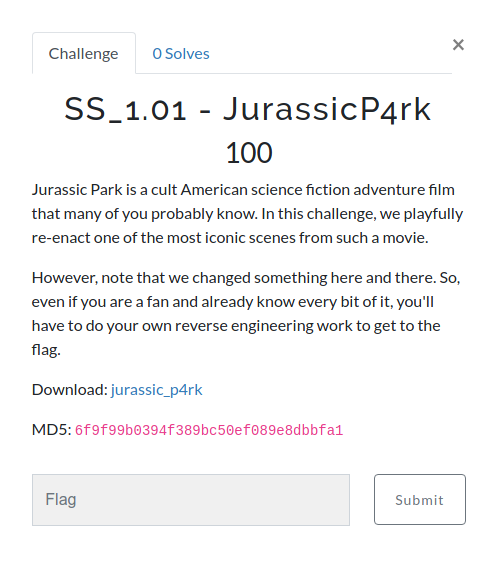 Challenge
0 Solves
×
SS_1.01 - JurassicP4rk
100
Jurassic Park is a cult American science fiction adventure film
that many of you probably know. In this challenge, we playfully
re-enact one of the most iconic scenes from such a movie.
However, note that we changed something here and there. So,
even if you are a fan and already know every bit of it, you'll
have to do your own reverse engineering work to get to the
flag.
Download: jurassic_p4rk
MD5: 6f9f99b0394f389bc50ef089e8dbbfa1
Flag
Submit